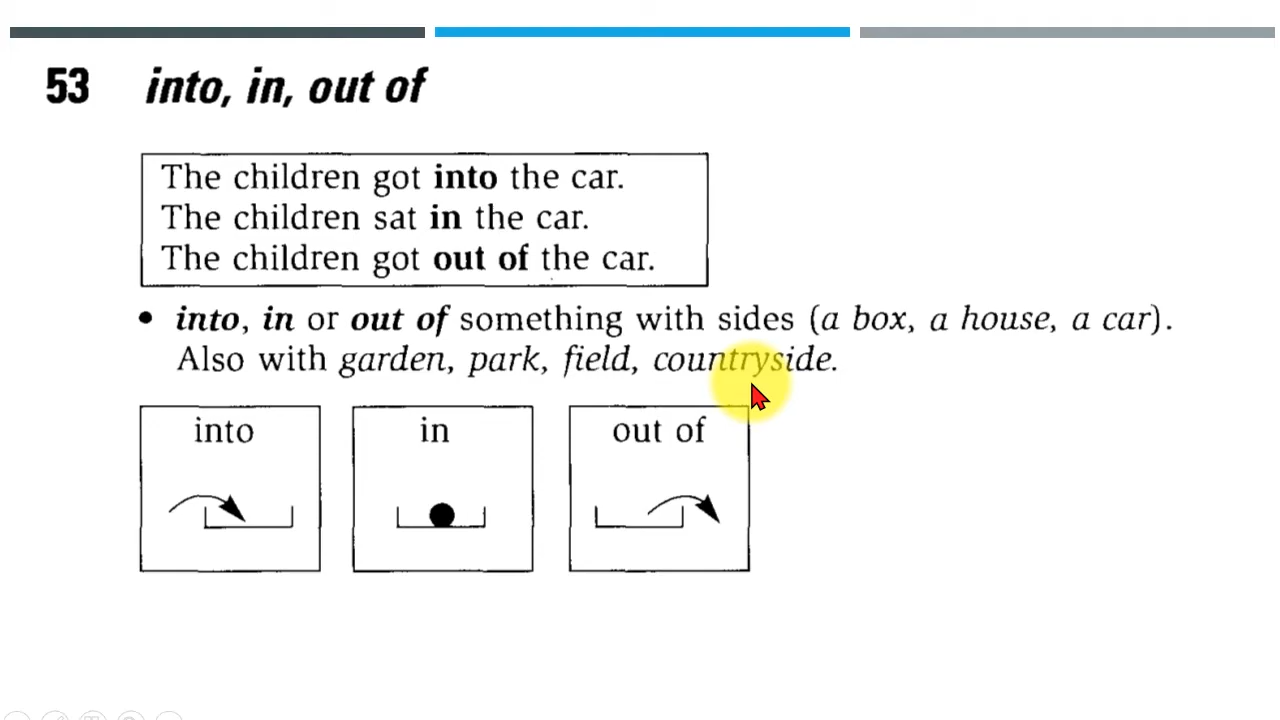 53 into, in, out of
The children got into the car.
The children sat in the car.
The children got out of the car.
• into, in or out of something with sides (a box, a house, a car).
Also with garden, park, field, countryside.
into
in
out of